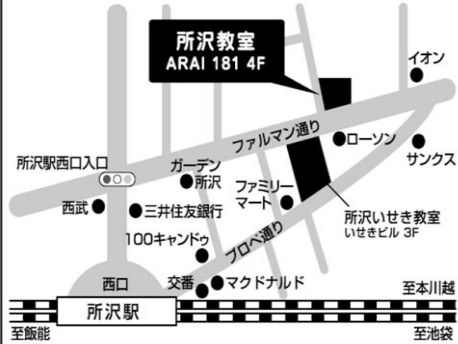 所沢教室
ARAI 181 4F
イオン
ファルマン通り
ローソン
サンクス
所沢駅西口入口
ガーデン
所沢
ファミリー
マート
西武
三井住友銀行
所沢いせき教室
いせきビル 3F
100キャンドゥ
プロペ通り
西口
交番
マクドナルド
至本川越
所沢駅
至飯能
至池袋